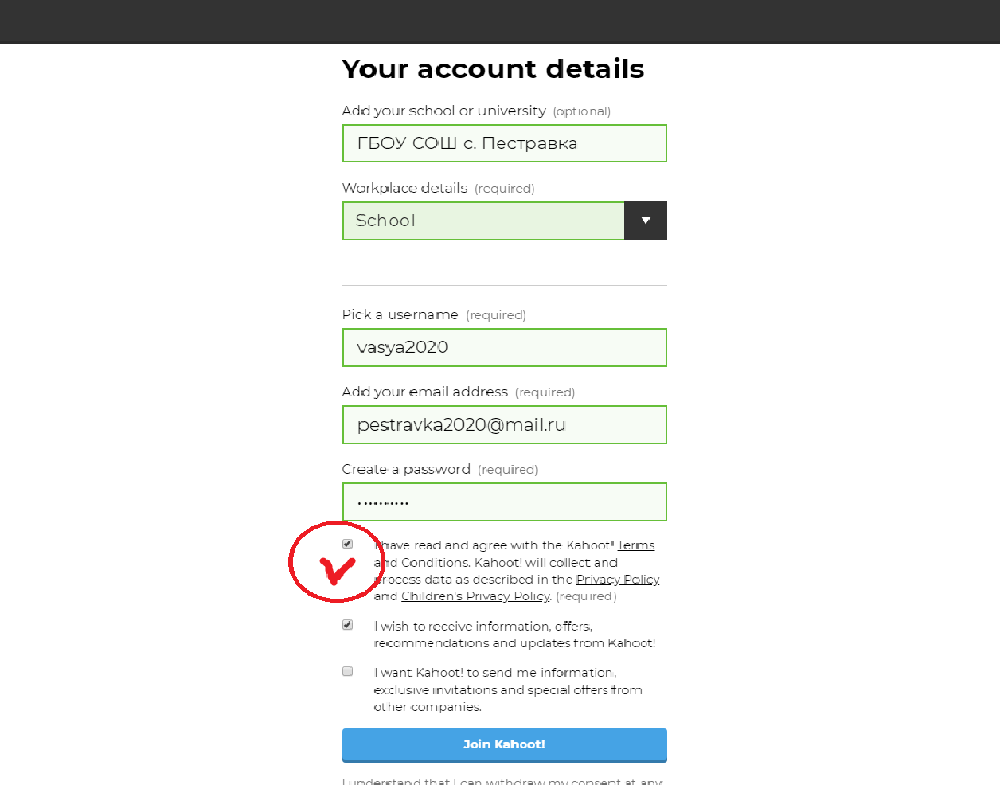 Your account details
Add your school or university (optional)
ГБОУ СОШ с. Пестравка
Workplace details (required)
School
Pick a username (required)
vasya2020
Add your email address (required)
pestravka2020@mail.ru
Create a password (required)
••••••••••
I have read and agree with the Kahoot! Terms
and Conditions. Kahoot! will collect and
process data as described in the Privacy Policy
and Children's Privacy Policy. (required)
I wish to receive information, offers,
recommendations and updates from Kahoot!
I want Kahoot! to send me information,
exclusive invitations and special offers from
other companies.
Join Kahoot!
I understand that I can withdraw my consent at any